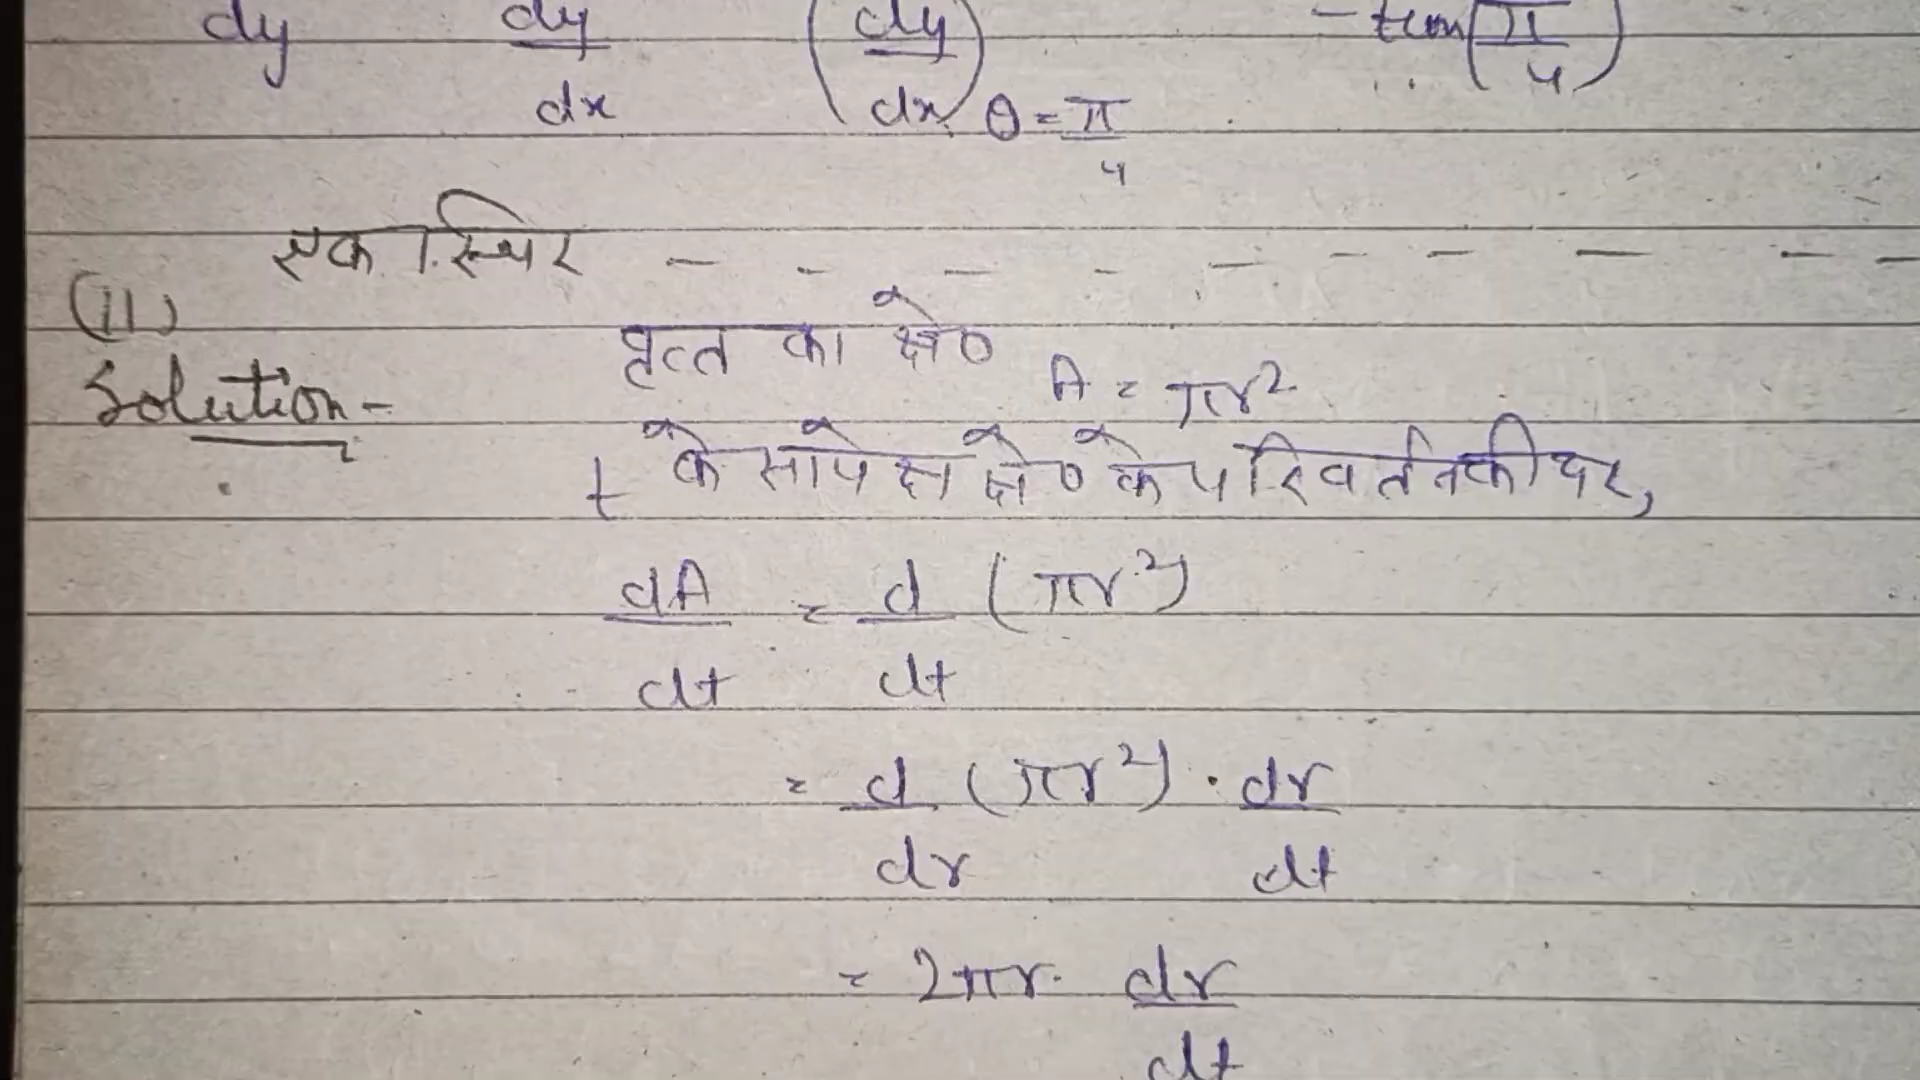 dy dy/dx (dy/dx)θ=π/4 -tan(π/4)
एक स्थिर - - - - - - - - - -
(11)
वृत्त का क्षे०
Solution-
A = πr²
t के सापेक्ष क्षे० के परिवर्तन की दर,
dA/dt = d/dt (πr²)
= d/dr (πr²) · dr/dt
= 2πr. dr/dt